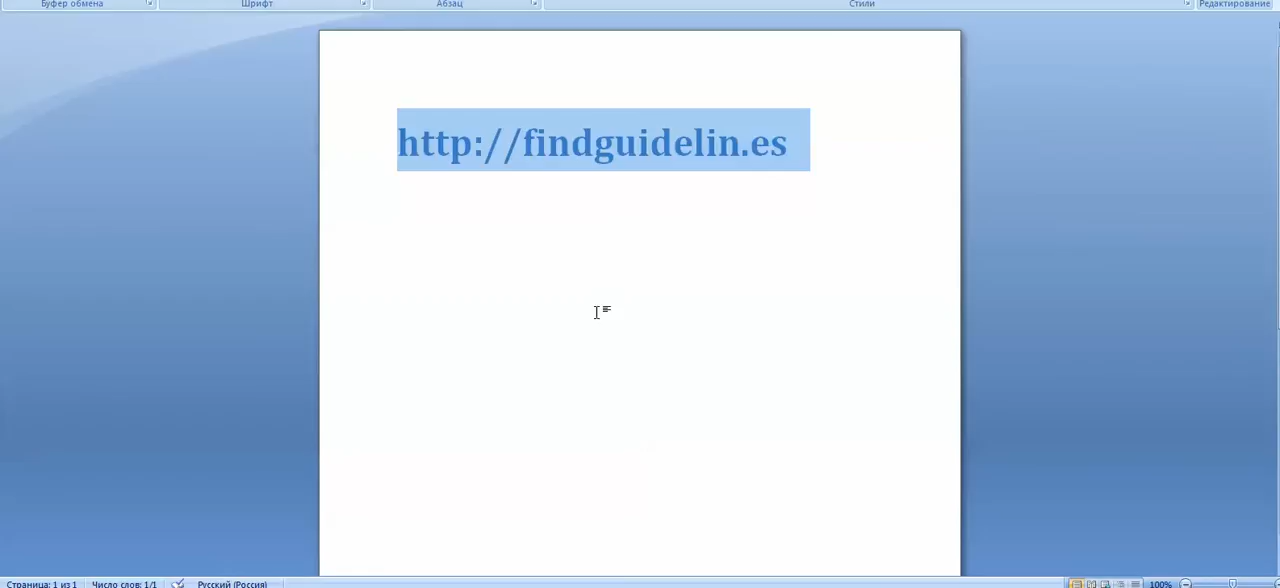 Буфер обмена Шрифт Абзац Стили Редактирование
http://findguidelin.es
Страница: 1 из 1 Число слов: 1/1 Русский (Россия) 100%